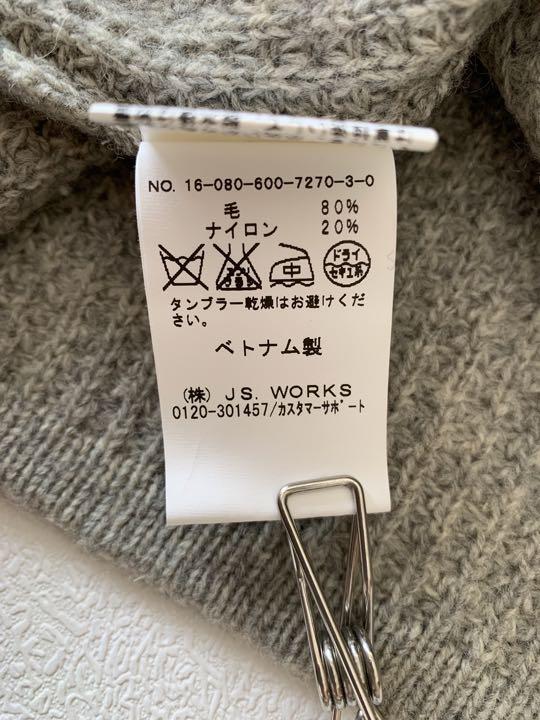 NO. 16-080-600-7270-3-0
毛 80%
ナイロン 20%
中
ドライ
セキユ系
タンブラー乾燥はお避けくだ
さい。
ベトナム製
(株) JS. WORKS
0120-301457/カスタマーサポート